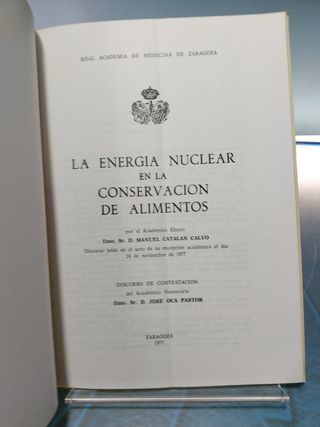 REAL ACADEMIA DE MEDICINA DE ZARAGOZA
LA ENERGIA NUCLEAR
EN LA
CONSERVACION
DE ALIMENTOS
por el Académico Electo
Ilmo. Sr. D. MANUEL CATALAN CALVO
Discurso leído en el acto de su recepción académica el día
24 de noviembre de 1977
DISCURSO DE CONTESTACION
del Académico Numerario
Ilmo. Sr. D. JOSE OCA PASTOR
ZARAGOZA
1977